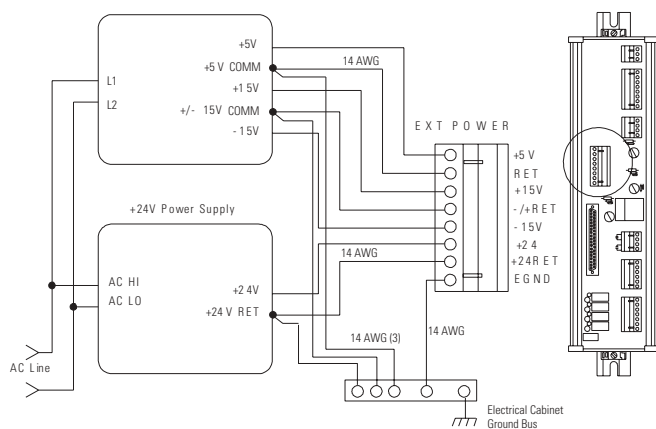 +5V
+5 V COMM
+15V
+/- 15V COMM
- 15V
L1
L2
14 AWG
EXT POWER
+5V
RET
+15V
-/+RET
- 15V
+24
+24RET
EGND
+24V Power Supply
AC HI
AC LO
+24V
+24 V RET
14 AWG
14 AWG (3)
14 AWG
AC Line
Electrical Cabinet
Ground Bus